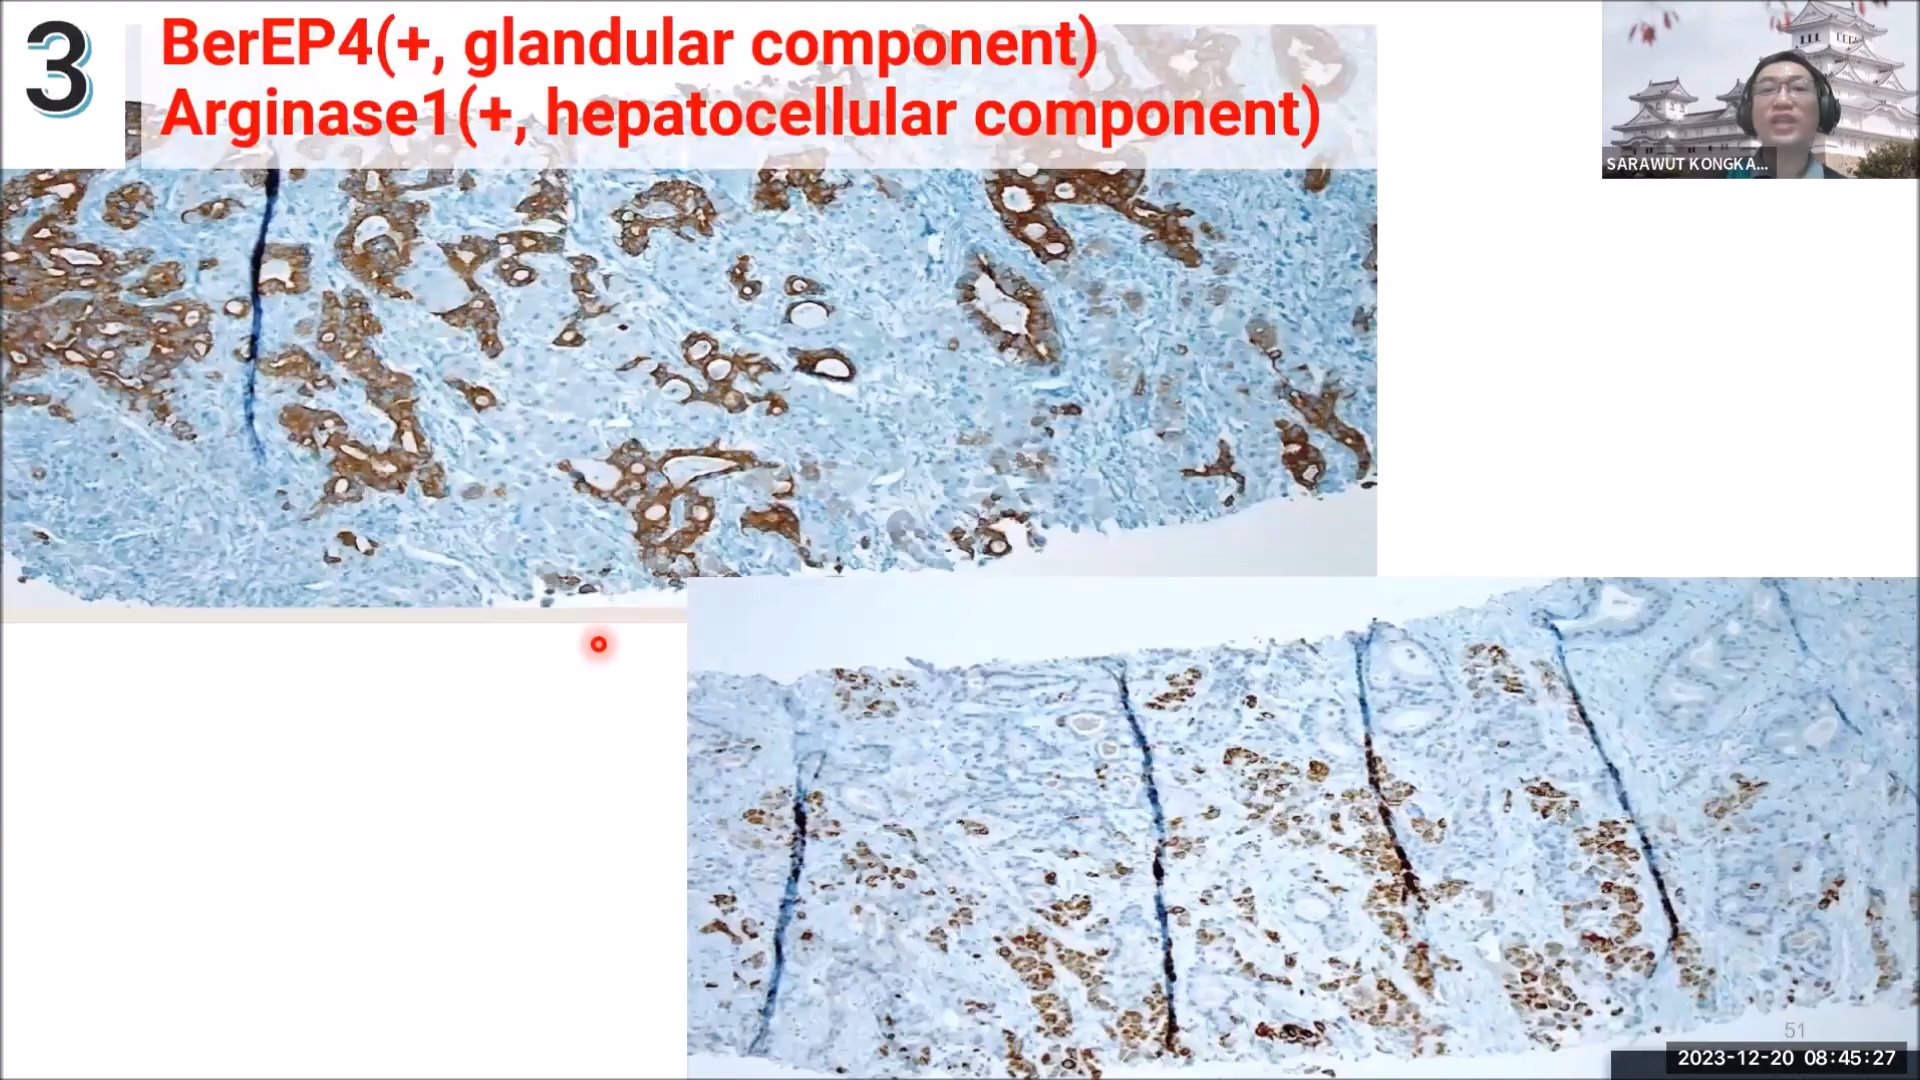 3
BerEP4(+, glandular component)
Arginase1(+, hepatocellular component)
SARAWUT KONGKA...
51
2023-12-20 08:45:27